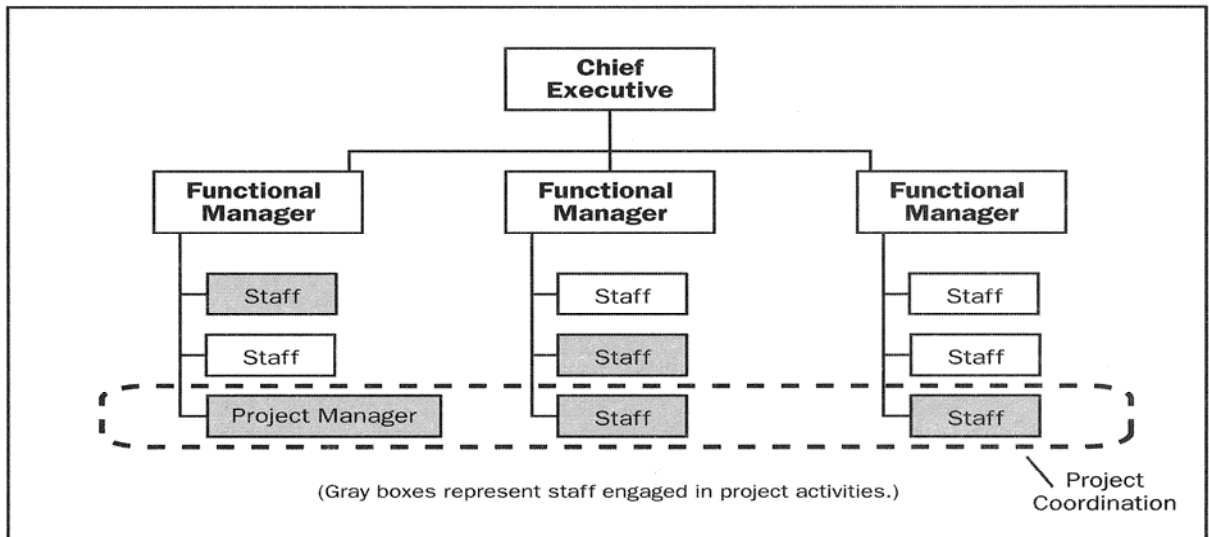 Chief
Executive
Functional
Manager
Functional
Manager
Functional
Manager
Staff
Staff
Staff
Staff
Staff
Staff
Project Manager
Staff
Staff
Project
Coordination
(Gray boxes represent staff engaged in project activities.)